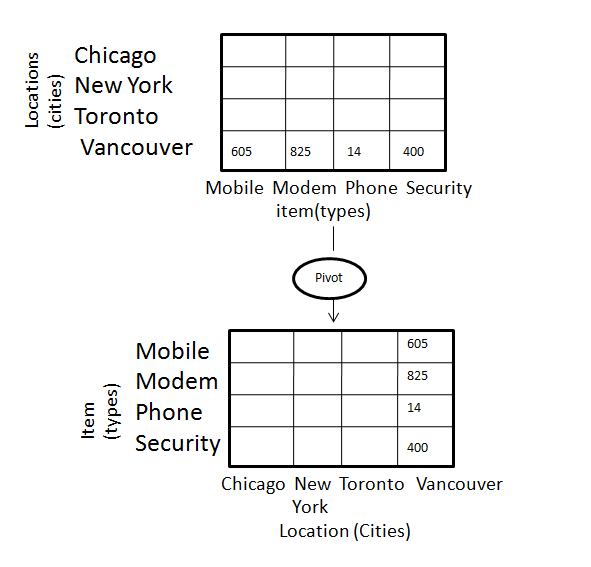 Locations
(cities)
Chicago
New York
Toronto
Vancouver
605 825 14 400
Mobile Modem Phone Security
item(types)
Pivot
Item
(types)
Mobile 605
Modem 825
Phone 14
Security 400
Chicago New Toronto Vancouver
York
Location (Cities)